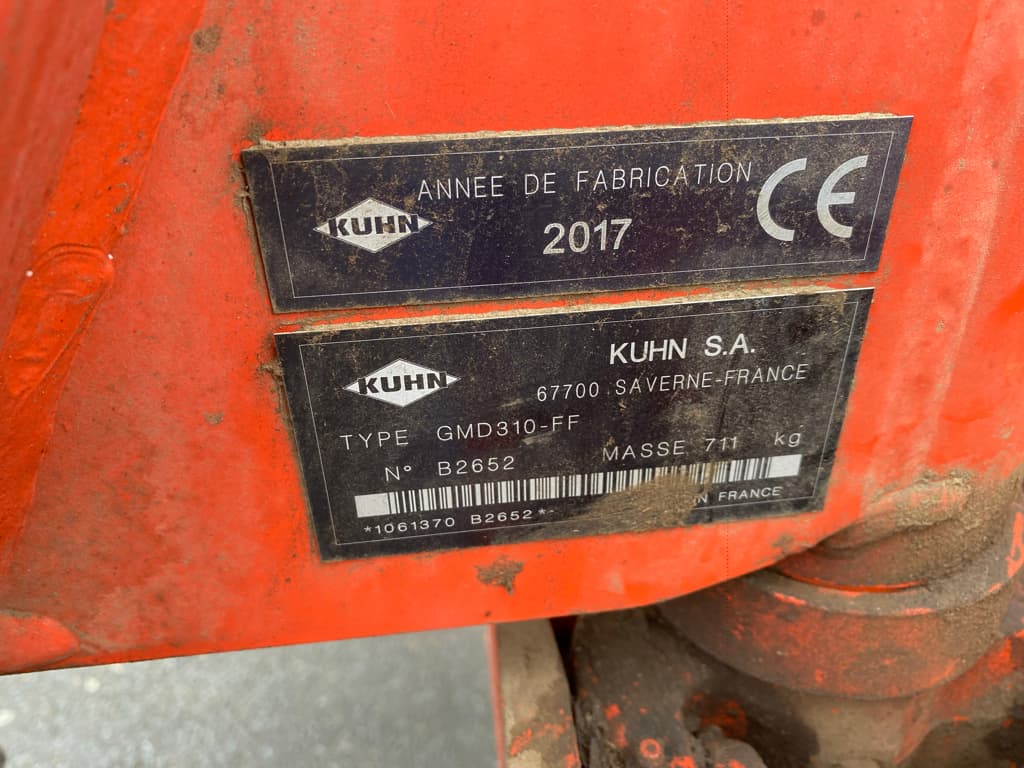 ANNEE DE FABRICATION
KUHN
2017
CE
KUHN S.A.
KUHN
67700 SAVERNE-FRANCE
TYPE GMD310-FF
N° B2652 MASSE 711 kg
*1061370 B2652*
FRANCE